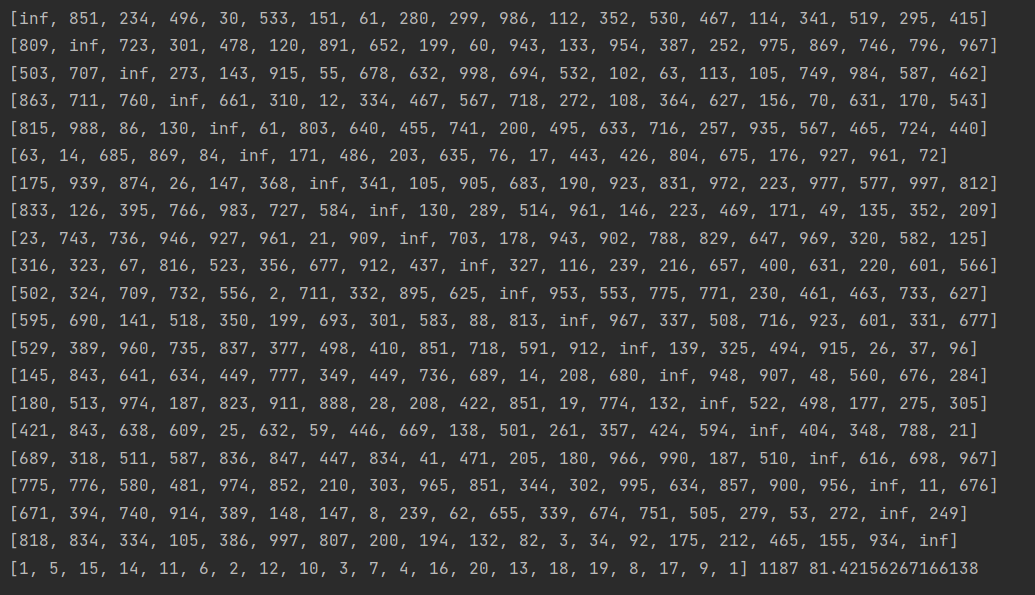 [inf, 851, 234, 496, 30, 533, 151, 61, 280, 299, 986, 112, 352, 530, 467, 114, 341, 519, 295, 415]
[809, inf, 723, 301, 478, 120, 891, 652, 199, 60, 943, 133, 954, 387, 252, 975, 869, 746, 796, 967]
[503, 707, inf, 273, 143, 915, 55, 678, 632, 998, 694, 532, 102, 63, 113, 105, 749, 984, 587, 462]
[863, 711, 760, inf, 661, 310, 12, 334, 467, 567, 718, 272, 108, 364, 627, 156, 70, 631, 170, 543]
[815, 988, 86, 130, inf, 61, 803, 640, 455, 741, 200, 495, 633, 716, 257, 935, 567, 465, 724, 440]
[63, 14, 685, 869, 84, inf, 171, 486, 203, 635, 76, 17, 443, 426, 804, 675, 176, 927, 961, 72]
[175, 939, 874, 26, 147, 368, inf, 341, 105, 905, 683, 190, 923, 831, 972, 223, 977, 577, 997, 812]
[833, 126, 395, 766, 983, 727, 584, inf, 130, 289, 514, 961, 146, 223, 469, 171, 49, 135, 352, 209]
[23, 743, 736, 946, 927, 961, 21, 909, inf, 703, 178, 943, 902, 788, 829, 647, 969, 320, 582, 125]
[316, 323, 67, 816, 523, 356, 677, 912, 437, inf, 327, 116, 239, 216, 657, 400, 631, 220, 601, 566]
[502, 324, 709, 732, 556, 2, 711, 332, 895, 625, inf, 953, 553, 775, 771, 230, 461, 463, 733, 627]
[595, 690, 141, 518, 350, 199, 693, 301, 583, 88, 813, inf, 967, 337, 508, 716, 923, 601, 331, 677]
[529, 389, 960, 735, 837, 377, 498, 410, 851, 718, 591, 912, inf, 139, 325, 494, 915, 26, 37, 96]
[145, 843, 641, 634, 449, 777, 349, 449, 736, 689, 14, 208, 680, inf, 948, 907, 48, 560, 676, 284]
[180, 513, 974, 187, 823, 911, 888, 28, 208, 422, 851, 19, 774, 132, inf, 522, 498, 177, 275, 305]
[421, 843, 638, 609, 25, 632, 59, 446, 669, 138, 501, 261, 357, 424, 594, inf, 404, 348, 788, 21]
[689, 318, 511, 587, 836, 847, 447, 834, 41, 471, 205, 180, 966, 990, 187, 510, inf, 616, 698, 967]
[775, 776, 580, 481, 974, 852, 210, 303, 965, 851, 344, 302, 995, 634, 857, 900, 956, inf, 11, 676]
[671, 394, 740, 914, 389, 148, 147, 8, 239, 62, 655, 339, 674, 751, 505, 279, 53, 272, inf, 249]
[818, 834, 334, 105, 386, 997, 807, 200, 194, 132, 82, 3, 34, 92, 175, 212, 465, 155, 934, inf]
[1, 5, 15, 14, 11, 6, 2, 12, 10, 3, 7, 4, 16, 20, 13, 18, 19, 8, 17, 9, 1] 1187 81.42156267166138